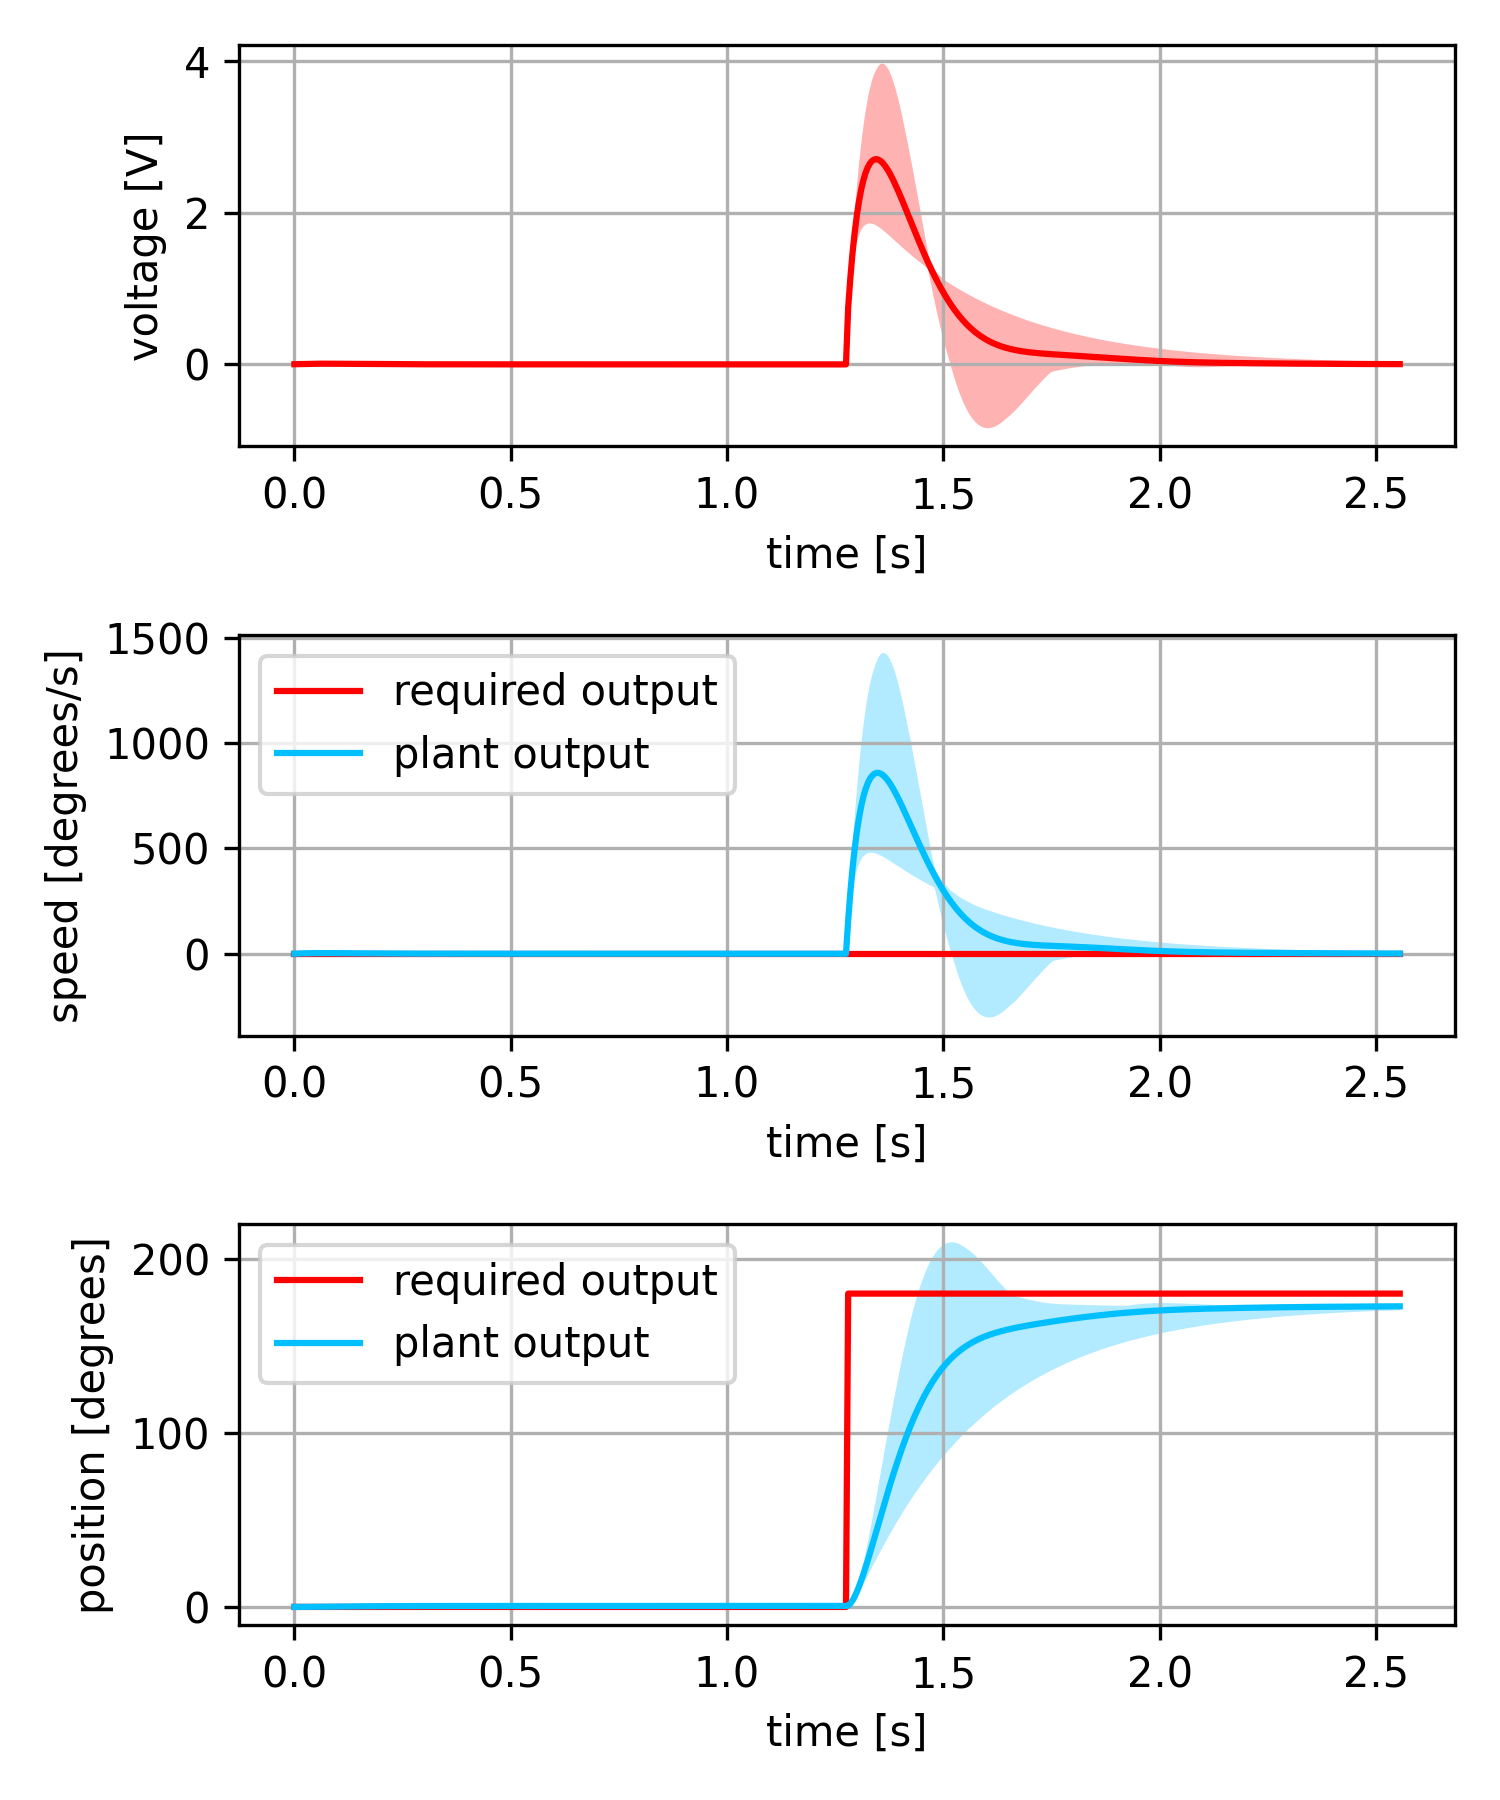 voltage [V]
4
2
0
0.0 0.5 1.0 1.5 2.0 2.5
time [s]
speed [degrees/s]
1500
1000
500
0
required output
plant output
0.0 0.5 1.0 1.5 2.0 2.5
time [s]
position [degrees]
200
100
0
required output
plant output
0.0 0.5 1.0 1.5 2.0 2.5
time [s]